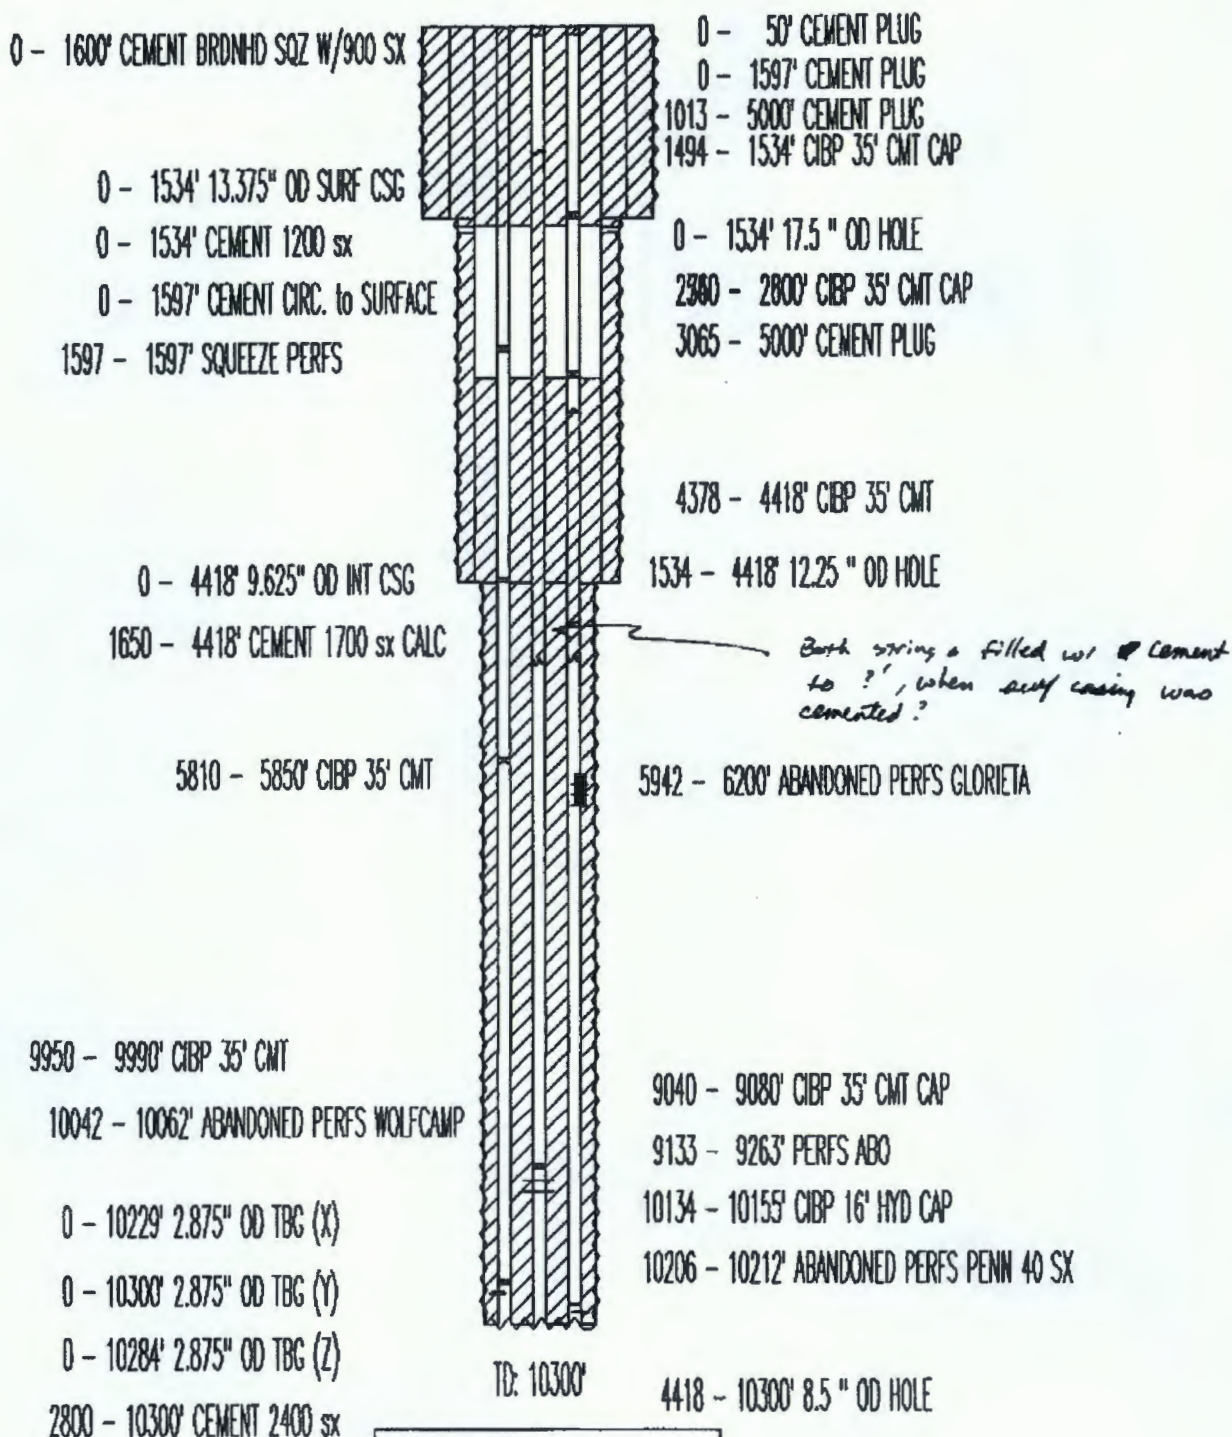 0 - 1600' CEMENT BRDNHD SQZ W/900 SX
0 - 1534' 13.375" OD SURF CSG
0 - 1534' CEMENT 1200 sx
0 - 1597' CEMENT CIRC. to SURFACE
1597 - 1597' SQUEEZE PERFS
0 - 4418' 9.625" OD INT CSG
1650 - 4418' CEMENT 1700 sx CALC
5810 - 5850' CIBP 35' CMT
9950 - 9990' CIBP 35' CMT
10042 - 10062' ABANDONED PERFS WOLFCAMP
0 - 10229' 2.875" OD TBG (X)
0 - 10300' 2.875" OD TBG (Y)
0 - 10284' 2.875" OD TBG (Z)
2800 - 10300' CEMENT 2400 sx
0 - 50' CEMENT PLUG
0 - 1597' CEMENT PLUG
1013 - 5000' CEMENT PLUG
1494 - 1534' CIBP 35' CMT CAP
0 - 1534' 17.5 " OD HOLE
- 2800' CIBP 35' CMT CAP
3065 - 5000' CEMENT PLUG
4378 - 4418' CIBP 35' CMT
1534 - 4418' 12.25 " OD HOLE
Both string filled w/ cement
to ?', when casing was
cemented?
5942 - 6200' ABANDONED PERFS GLORIETA
9040 - 9080' CIBP 35' CMT CAP
9133 - 9263' PERFS ABO
10134 - 10155' CIBP 16' HYD CAP
10206 - 10212' ABANDONED PERFS PENN 40 SX
TD: 10300'
4418 - 10300' 8.5 " OD HOLE